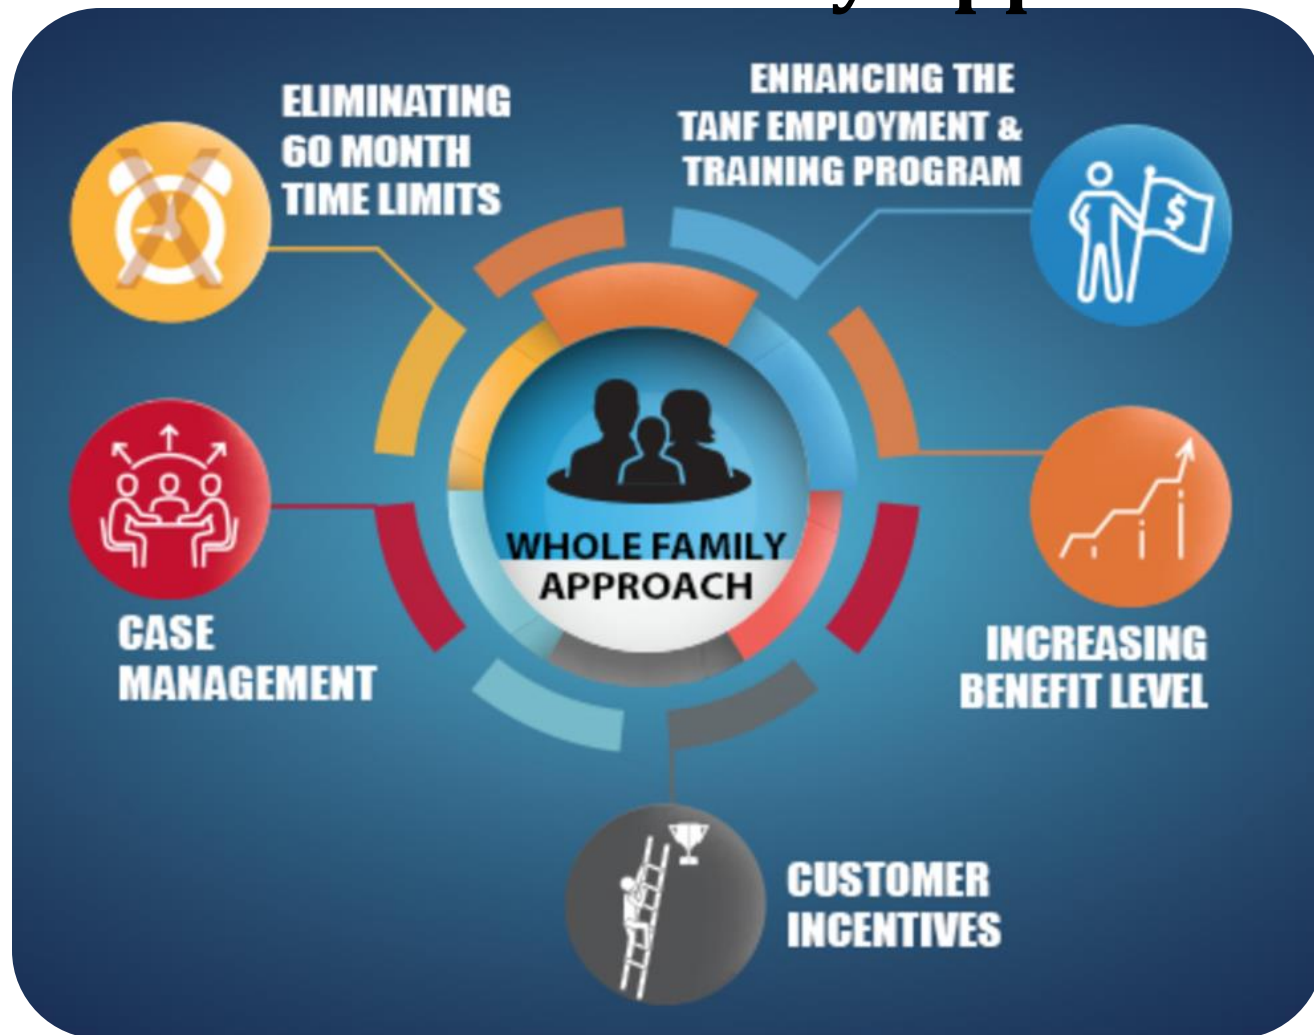 ELIMINATING
60 MONTH
TIME LIMITS
ENHANCING THE
TANF EMPLOYMENT &
TRAINING PROGRAM
$
WHOLE FAMILY
APPROACH
CASE
MANAGEMENT
INCREASING
BENEFIT LEVEL
CUSTOMER
INCENTIVES